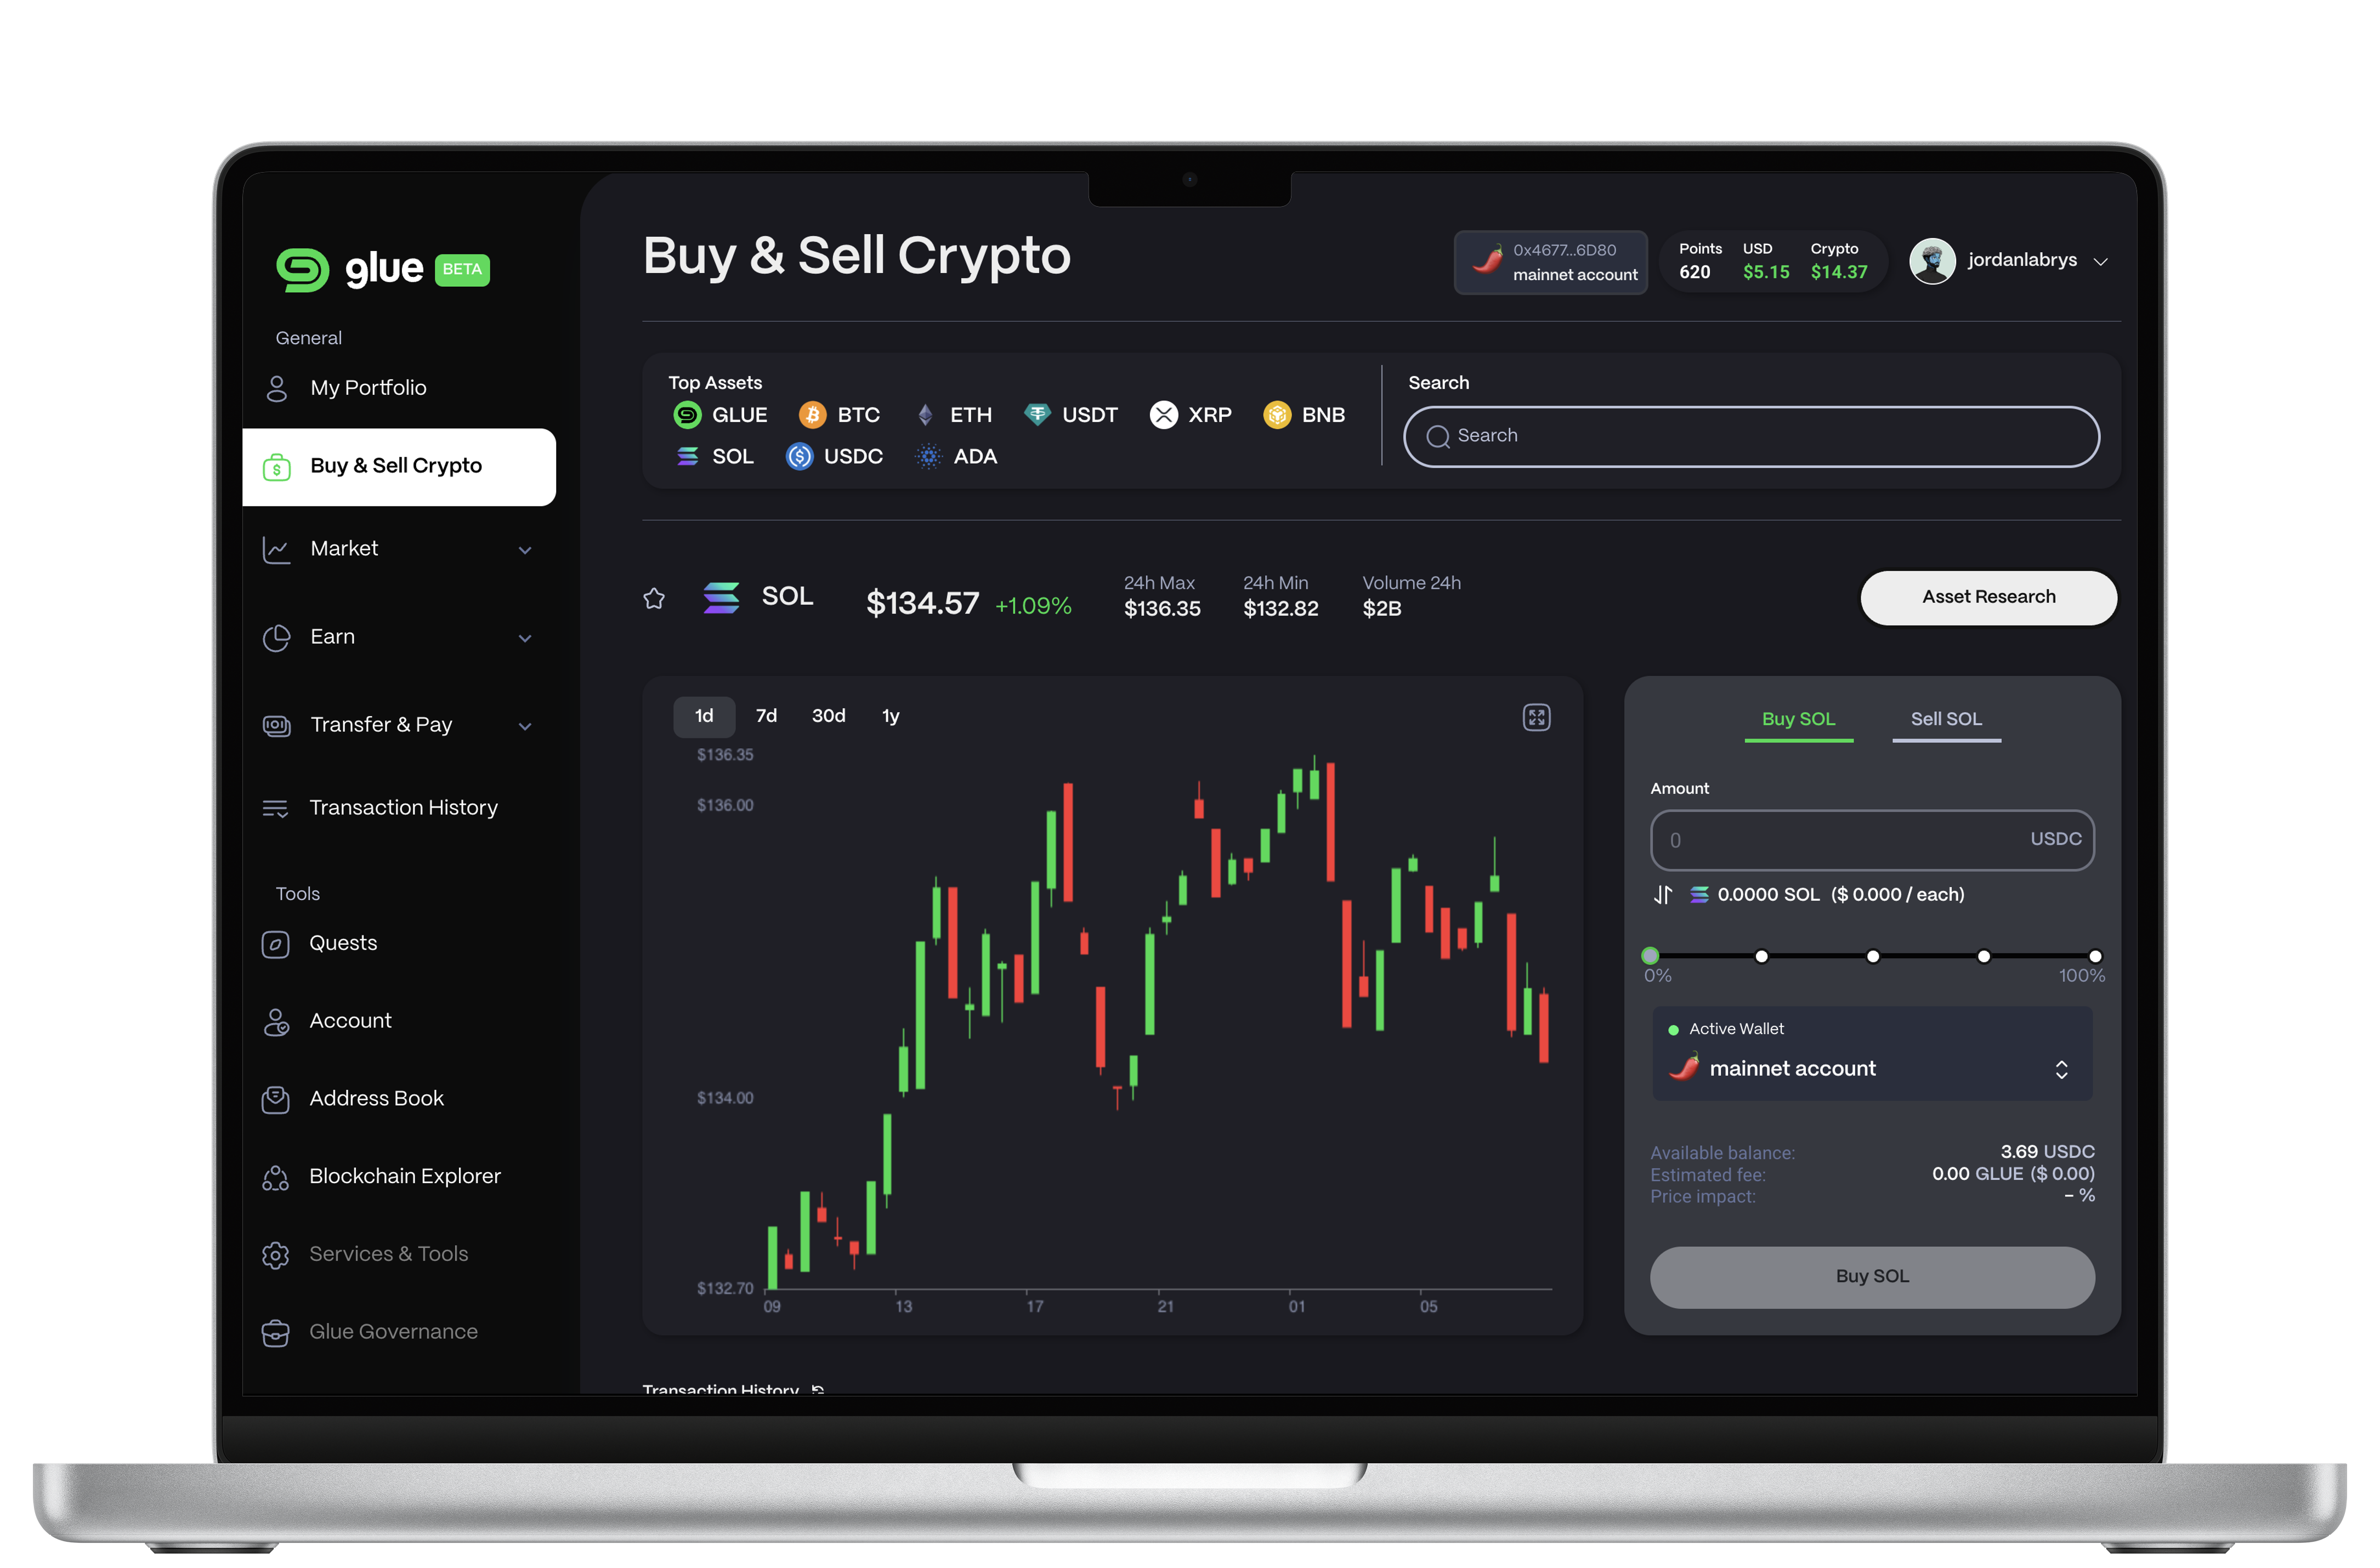 glue BETA
General
My Portfolio
Buy & Sell Crypto
Market
Earn
Transfer & Pay
Transaction History
Tools
Quests
Account
Address Book
Blockchain Explorer
Services & Tools
Glue Governance
Buy & Sell Crypto
0x4677...6D80
mainnet account
Points USD Crypto
620 $5.15 $14.37
jordanlabrys
Top Assets
GLUE BTC ETH USDT XRP BNB
SOL USDC ADA
Search
Search
SOL $134.57 +1.09%
24h Max 24h Min Volume 24h
$136.35 $132.82 $2B
Asset Research
1d 7d 30d 1y
$136.35
$136.00
$134.00
$132.70
09 13 17 21 01 05
Buy SOL Sell SOL
Amount
0 USDC
0.0000 SOL ($ 0.000 / each)
0% 100%
Active Wallet
mainnet account
Available balance: 3.69 USDC
Estimated fee: 0.00 GLUE ($ 0.00)
Price impact: – %
Buy SOL
Transaction History